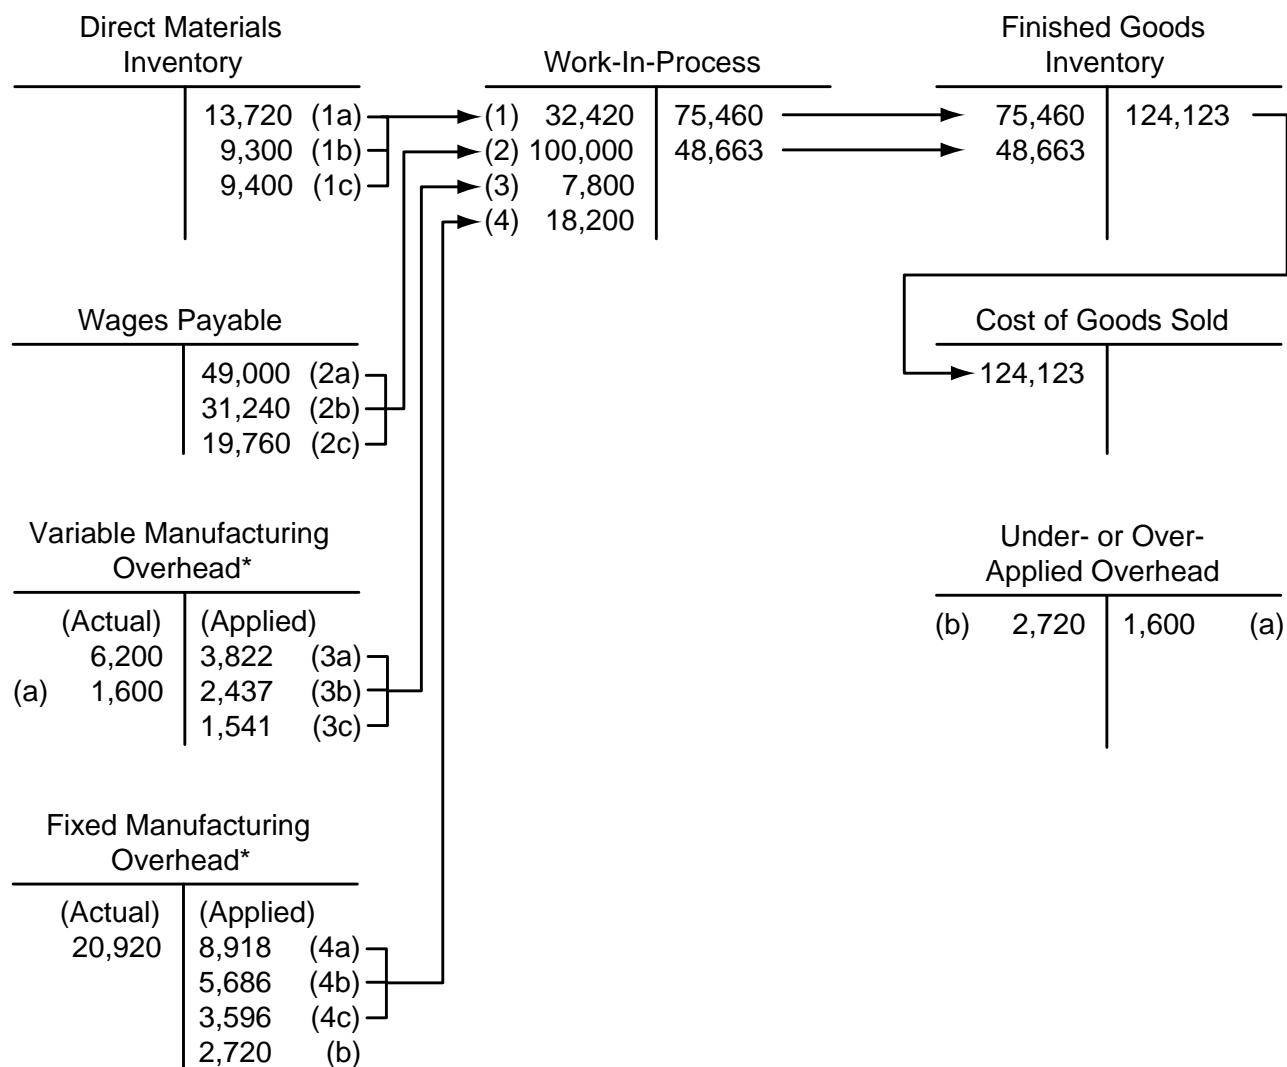 Direct Materials
Inventory
13,720 (1a)
9,300 (1b)
9,400 (1c)
Work-In-Process
(1) 32,420 75,460
(2) 100,000 48,663
(3) 7,800
(4) 18,200
Finished Goods
Inventory
75,460 124,123
48,663
Wages Payable
49,000 (2a)
31,240 (2b)
19,760 (2c)
Cost of Goods Sold
124,123
Variable Manufacturing
Overhead*
(Actual) (Applied)
6,200 3,822 (3a)
(a) 1,600 2,437 (3b)
1,541 (3c)
Under- or Over-
Applied Overhead
(b) 2,720 1,600 (a)
Fixed Manufacturing
Overhead*
(Actual) (Applied)
20,920 8,918 (4a)
5,686 (4b)
3,596 (4c)
2,720 (b)